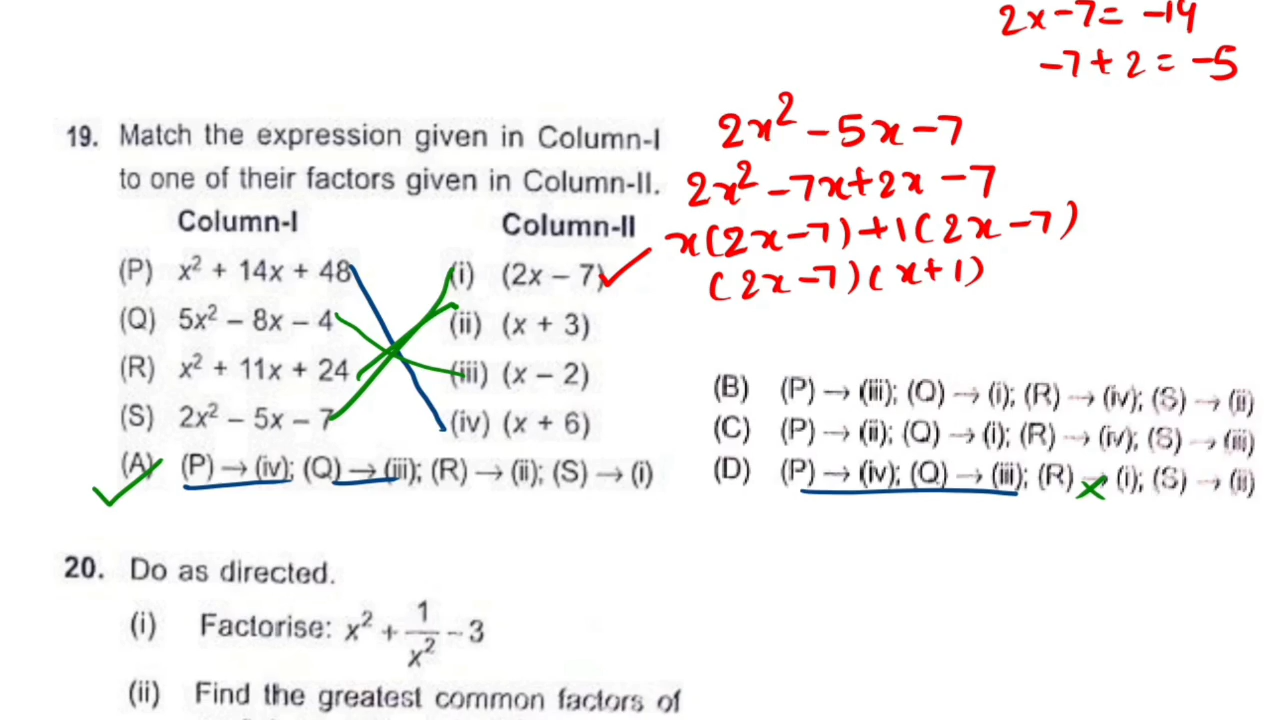 2x - 7 = -14
-7 + 2 = -5
19. Match the expression given in Column-I
to one of their factors given in Column-II.
Column-I Column-II
(P) x² + 14x + 48 (i) (2x – 7)
(Q) 5x² – 8x – 4 (ii) (x + 3)
(R) x² + 11x + 24 (iii) (x – 2)
(S) 2x² – 5x – 7 (iv) (x + 6)
(A) (P) → (iv); (Q) → (iii); (R) → (ii); (S) → (i)
2x² - 5x - 7
2x² - 7x + 2x - 7
x(2x - 7) + 1(2x - 7)
(2x - 7)(x + 1)
(B) (P) → (iii); (Q) → (i); (R) → (iv); (S) → (ii)
(C) (P) → (ii); (Q) → (i); (R) → (iv); (S) → (iii)
(D) (P) → (iv); (Q) → (iii); (R) → (i); (S) → (ii)
20. Do as directed.
(i) Factorise: x² + 1/x² – 3
(ii) Find the greatest common factors of